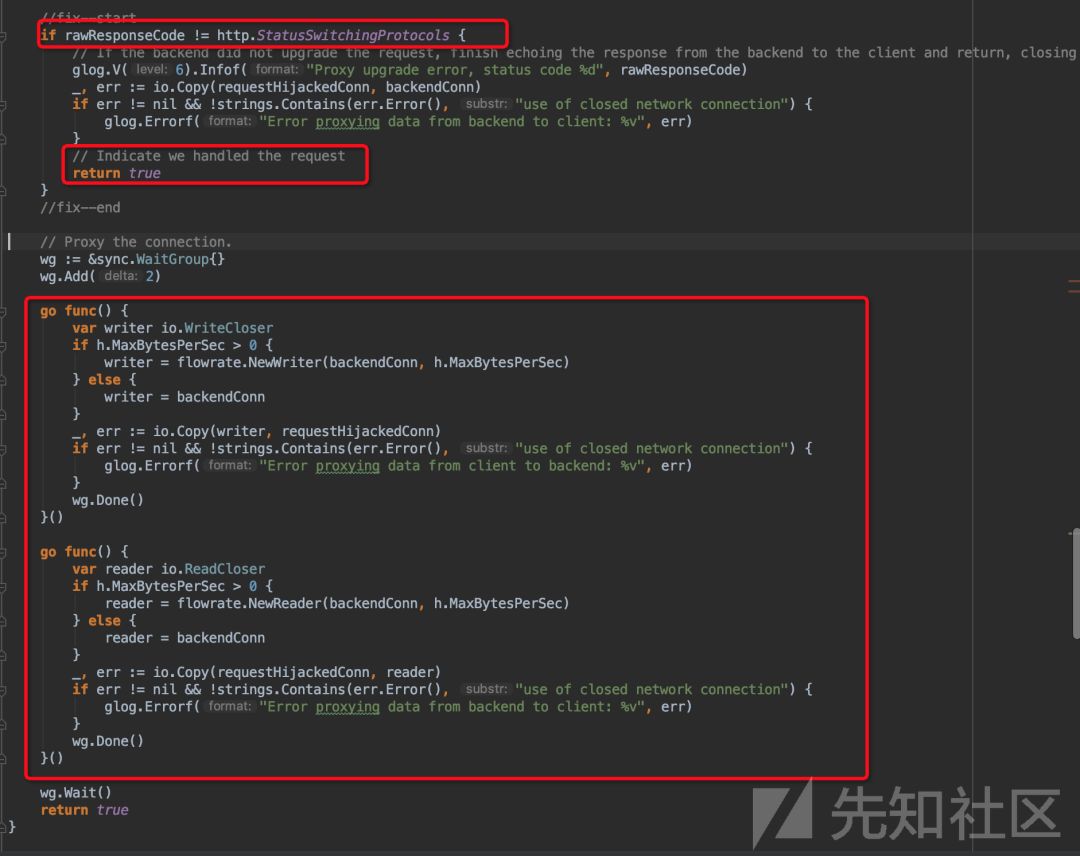 //fix--start
if rawResponseCode != http.StatusSwitchingProtocols {
// If the backend did not upgrade the request, finish echoing the response from the backend to the client and return, closing
glog.V( level: 6).Infof( format: "Proxy upgrade error, status code %d", rawResponseCode)
_, err := io.Copy(requestHijackedConn, backendConn)
if err != nil && !strings.Contains(err.Error(), substr: "use of closed network connection") {
glog.Errorf( format: "Error proxying data from backend to client: %v", err)
}
// Indicate we handled the request
return true
}
//fix--end
// Proxy the connection.
wg := &sync.WaitGroup{}
wg.Add( delta: 2)
go func() {
var writer io.WriteCloser
if h.MaxBytesPerSec > 0 {
writer = flowrate.NewWriter(backendConn, h.MaxBytesPerSec)
} else {
writer = backendConn
}
_, err := io.Copy(writer, requestHijackedConn)
if err != nil && !strings.Contains(err.Error(), substr: "use of closed network connection") {
glog.Errorf( format: "Error proxying data from client to backend: %v", err)
}
wg.Done()
}()
go func() {
var reader io.ReadCloser
if h.MaxBytesPerSec > 0 {
reader = flowrate.NewReader(backendConn, h.MaxBytesPerSec)
} else {
reader = backendConn
}
_, err := io.Copy(requestHijackedConn, reader)
if err != nil && !strings.Contains(err.Error(), substr: "use of closed network connection") {
glog.Errorf( format: "Error proxying data from backend to client: %v", err)
}
wg.Done()
}()
wg.Wait()
return true
}
先知社区